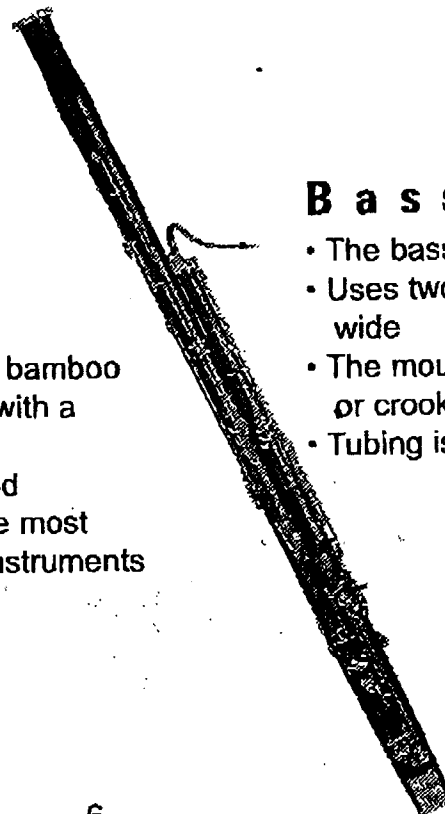 bamboo
with a
d
e most
nstruments
B a s s
• The bass
• Uses two
wide
• The mou
or crook
• Tubing is
6